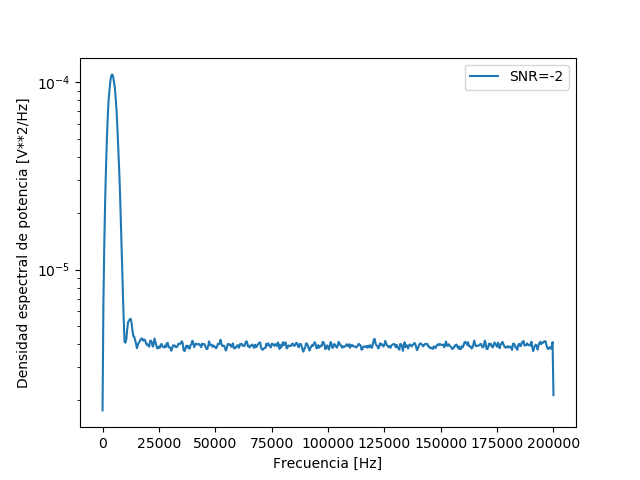 SNR=-2
10⁻⁴
10⁻⁵
Densidad espectral de potencia [V**2/Hz]
0 25000 50000 75000 100000 125000 150000 175000 200000
Frecuencia [Hz]